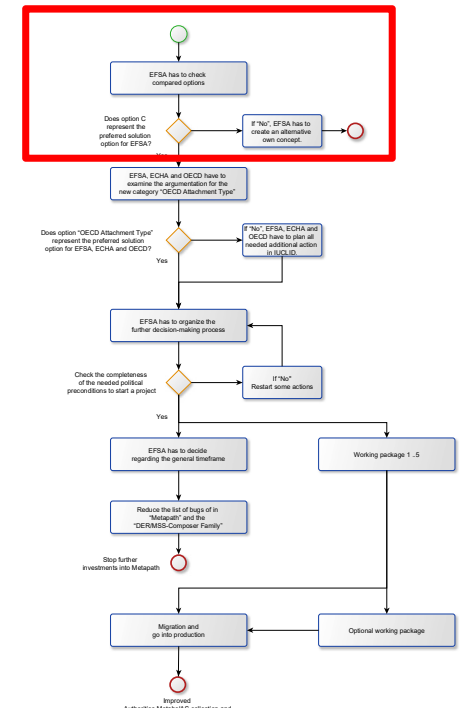 EFSA has to check
compared options
Does option C
represent the
preferred solution
option for EFSA?
If "No", EFSA has to
create an alternative
own concept.
Yes
EFSA, ECHA and OECD have to
examine the argumentation for the
new category "OECD Attachment Type"
Does option "OECD Attachment Type"
represent the preferred solution
option for EFSA, ECHA and OECD?
If "No", EFSA, ECHA and
OECD have to plan all
needed additional action
in IUCLID.
Yes
EFSA has to organize the
further decision-making process
Check the completeness
of the needed political
preconditions to start a project
If "No"
Restart some actions
Yes
EFSA has to decide
regarding the general timeframe
Working package 1 ..5
Reduce the list of bugs of in
"Metapath" and the
"DER/MSS-Composer Family"
Stop further
investments into Metapath
Migration and
go into production
Optional working package
Improved